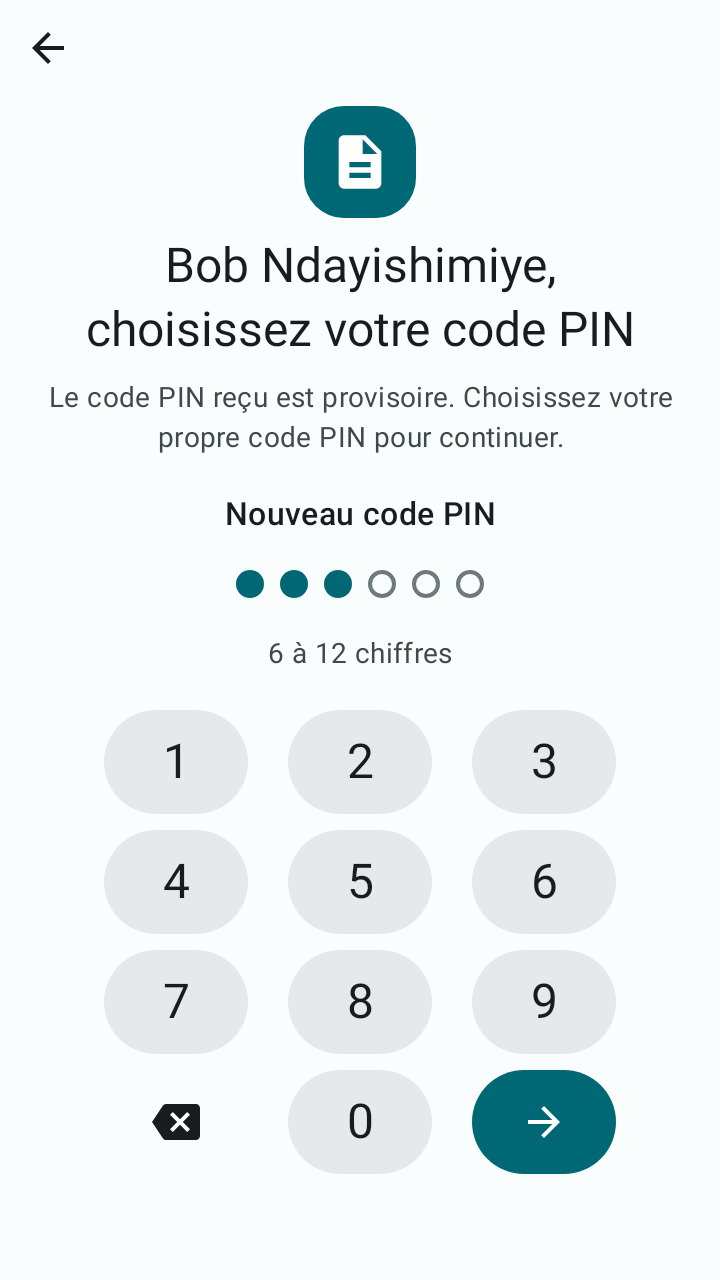 Bob Ndayishimiye,
choisissez votre code PIN
Le code PIN reçu est provisoire. Choisissez votre
propre code PIN pour continuer.
Nouveau code PIN
6 à 12 chiffres
1 2 3
4 5 6
7 8 9
0